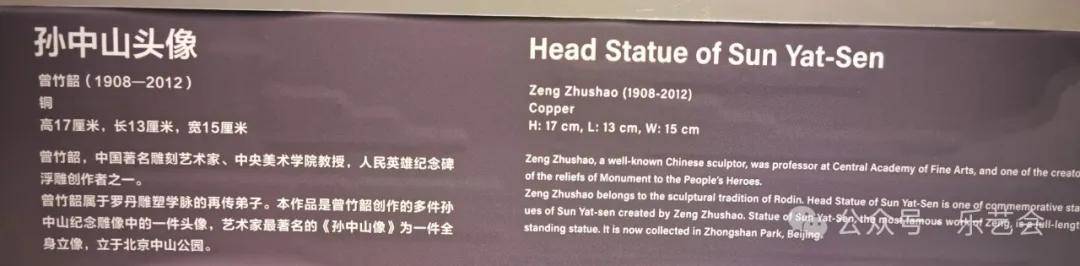 孙中山头像
曾竹韶（1908—2012）
铜
高17厘米，长13厘米，宽15厘米
曾竹韶，中国著名雕刻艺术家、中央美术学院教授，人民英雄纪念碑
浮雕创作者之一。
曾竹韶属于罗丹雕塑学脉的再传弟子。本作品是曾竹韶创作的多件孙
中山纪念雕像中的一件头像，艺术家最著名的《孙中山像》为一件全
身立像，立于北京中山公园。
Head Statue of Sun Yat-Sen
Zeng Zhushao (1908-2012)
Copper
H: 17 cm, L: 13 cm, W: 15 cm
Zeng Zhushao, a well-known Chinese sculptor, was professor at Central Academy of Fine Arts, and one of the creato
of the reliefs of Monument to the People's Heroes.
Zeng Zhushao belongs to the sculptural tradition of Rodin. Head Statue of Sun Yat-Sen is one of commemorative sta
ues of Sun Yat-sen created by Zeng Zhushao. Statue of Sun Yat-Sen, the most famous work of Zeng, is a full-lengt
standing statue. It is now collected in Zhongshan Park, Beijing.
公众号 乐艺会